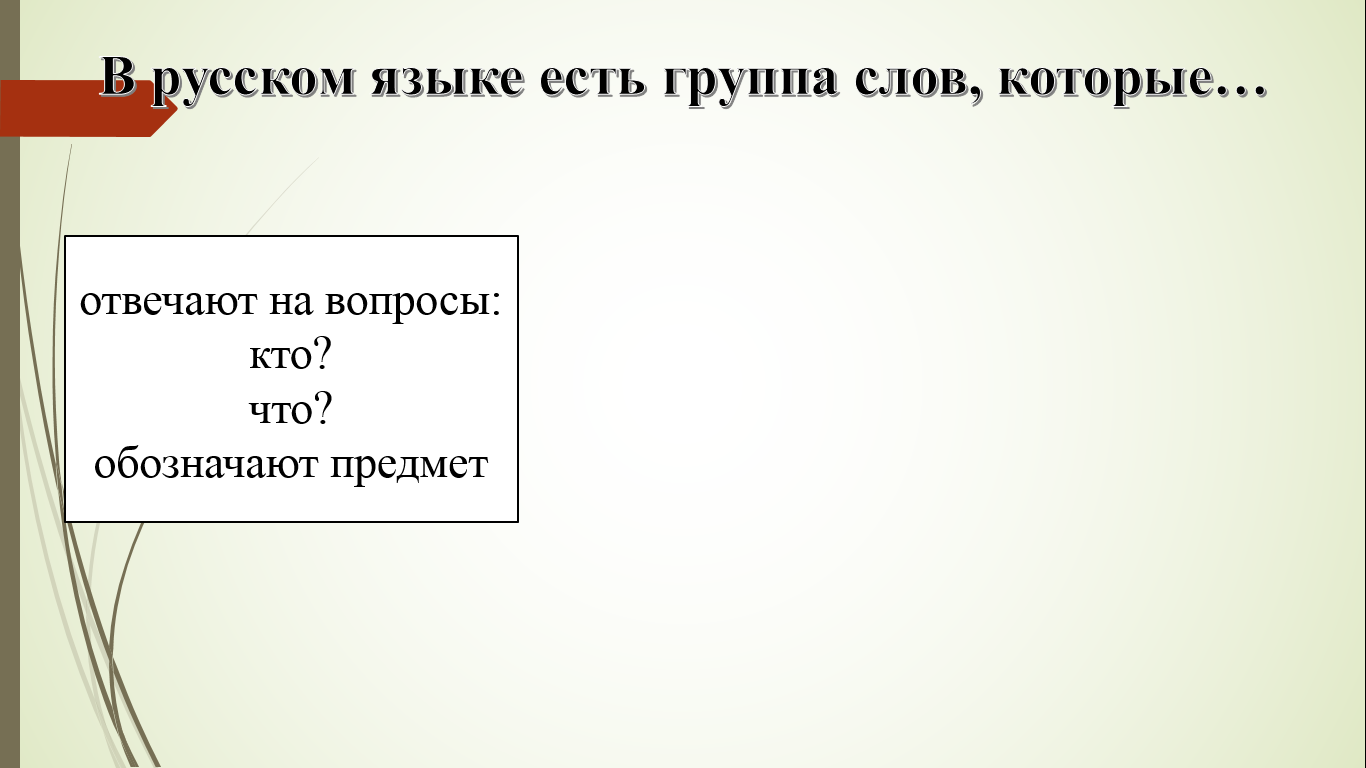 В русском языке есть группа слов, которые…
отвечают на вопросы:
кто?
что?
обозначают предмет